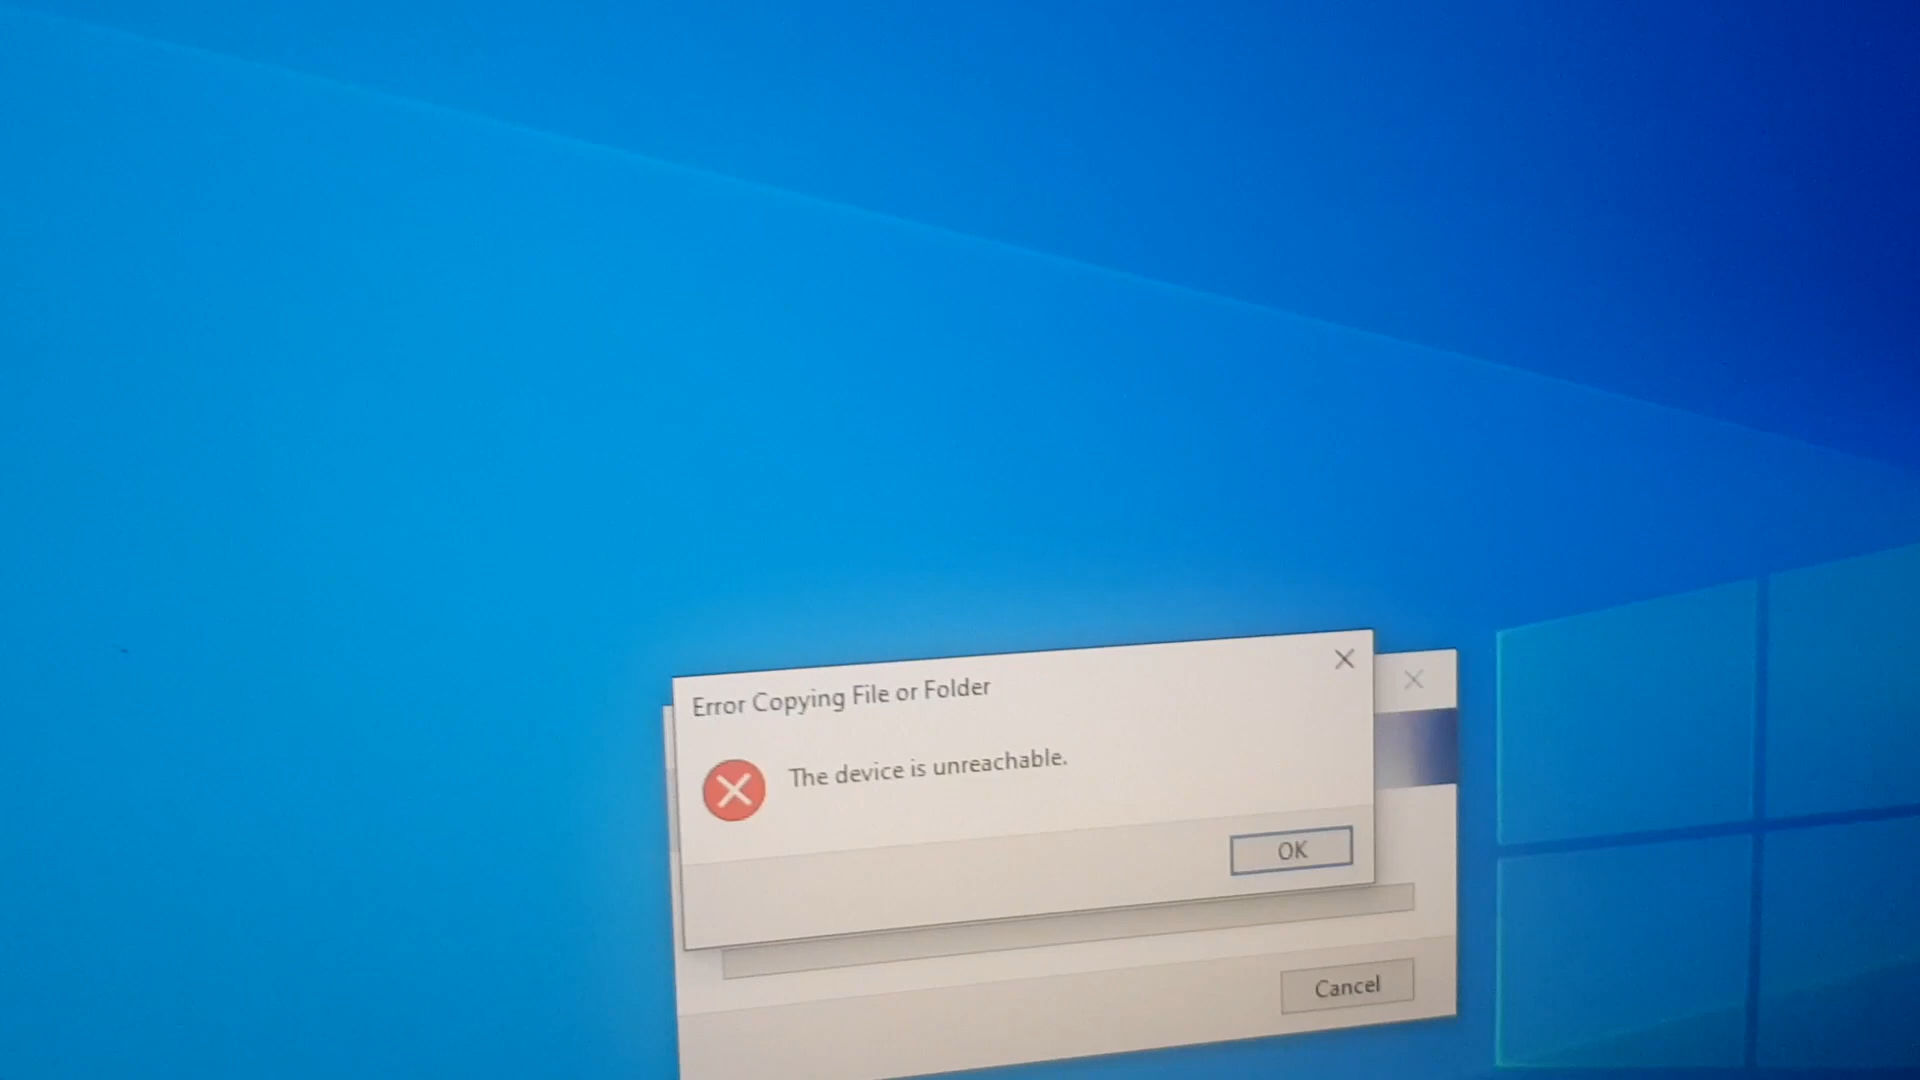 Error Copying File or Folder
The device is unreachable.
OK
Cancel